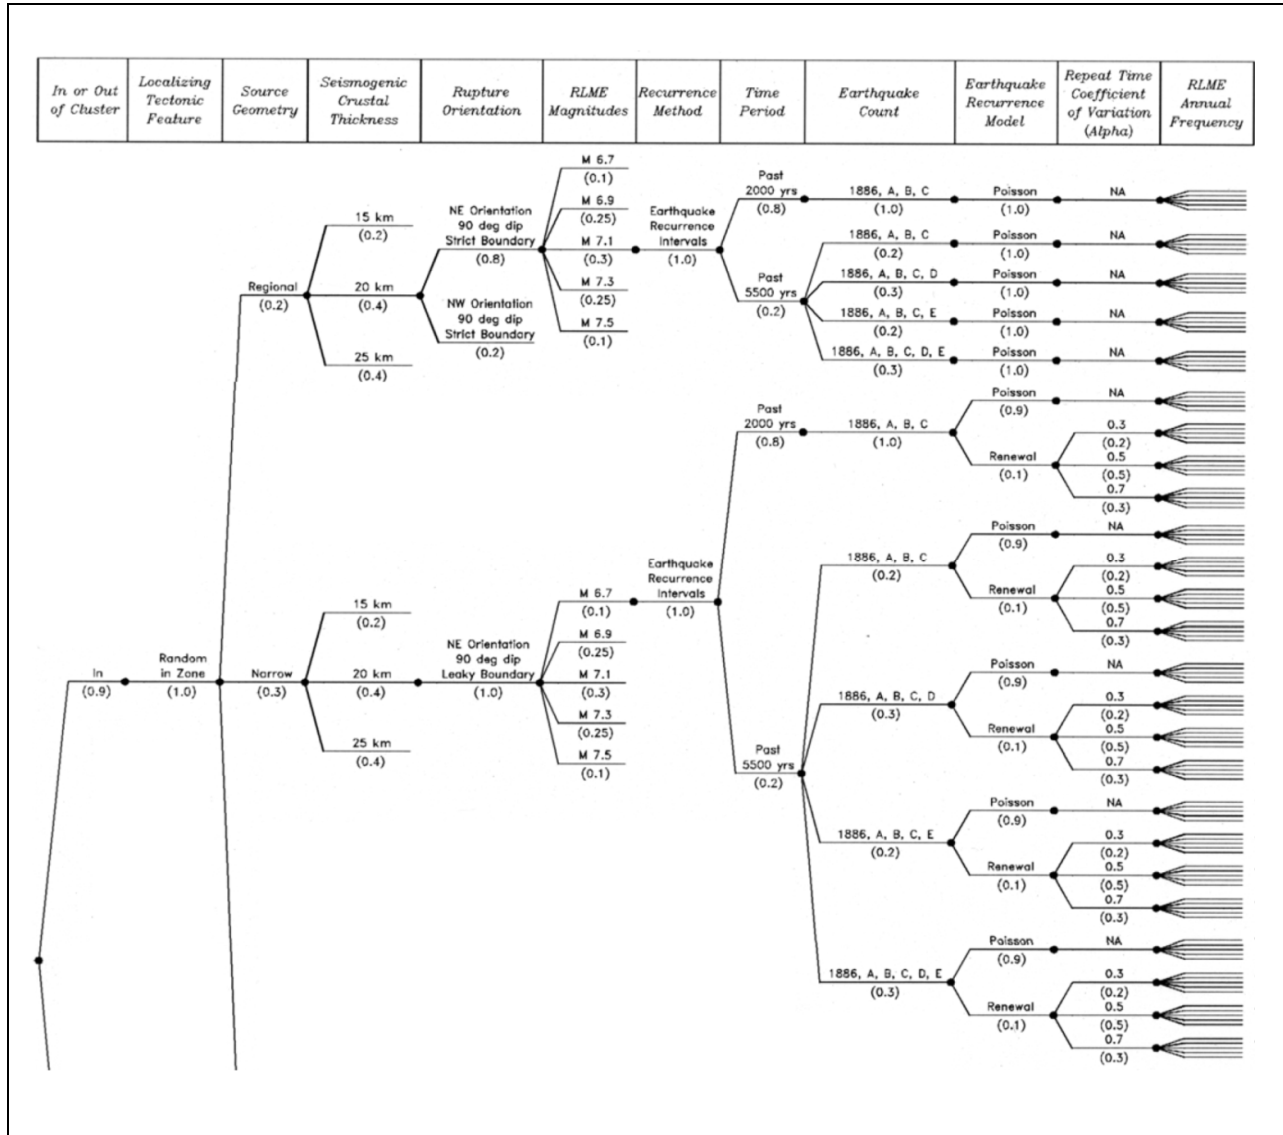 In or Out
of Cluster
Localizing
Tectonic
Feature
Source
Geometry
Seismogenic
Crustal
Thickness
Rupture
Orientation
RLME
Magnitudes
Recurrence
Method
Time
Period
Earthquake
Count
Earthquake
Recurrence
Model
Repeat Time
Coefficient
of Variation
(Alpha)
RLME
Annual
Frequency
In
(0.9)
Random
in Zone
(1.0)
Regional
(0.2)
15 km
(0.2)
20 km
(0.4)
25 km
(0.4)
NE Orientation
90 deg dip
Strict Boundary
(0.8)
NW Orientation
90 deg dip
Strict Boundary
(0.2)
M 6.7
(0.1)
M 6.9
(0.25)
M 7.1
(0.3)
M 7.3
(0.25)
M 7.5
(0.1)
Earthquake
Recurrence
Intervals
(1.0)
Past
2000 yrs
(0.8)
1886, A, B, C
(1.0)
Poisson
(1.0)
NA
Past
5500 yrs
(0.2)
1886, A, B, C
(0.2)
Poisson
(1.0)
NA
1886, A, B, C, D
(0.3)
Poisson
(1.0)
NA
1886, A, B, C, E
(0.2)
Poisson
(1.0)
NA
1886, A, B, C, D, E
(0.3)
Poisson
(1.0)
NA
Narrow
(0.3)
15 km
(0.2)
20 km
(0.4)
25 km
(0.4)
NE Orientation
90 deg dip
Leaky Boundary
(1.0)
M 6.7
(0.1)
M 6.9
(0.25)
M 7.1
(0.3)
M 7.3
(0.25)
M 7.5
(0.1)
Earthquake
Recurrence
Intervals
(1.0)
Past
2000 yrs
(0.8)
1886, A, B, C
(1.0)
Poisson
(0.9)
NA
Renewal
(0.1)
0.3
(0.2)
0.5
(0.5)
0.7
(0.3)
Past
5500 yrs
(0.2)
1886, A, B, C
(0.2)
Poisson
(0.9)
NA
Renewal
(0.1)
0.3
(0.2)
0.5
(0.5)
0.7
(0.3)
1886, A, B, C, D
(0.3)
Poisson
(0.9)
NA
Renewal
(0.1)
0.3
(0.2)
0.5
(0.5)
0.7
(0.3)
1886, A, B, C, E
(0.2)
Poisson
(0.9)
NA
Renewal
(0.1)
0.3
(0.2)
0.5
(0.5)
0.7
(0.3)
1886, A, B, C, D, E
(0.3)
Poisson
(0.9)
NA
Renewal
(0.1)
0.3
(0.2)
0.5
(0.5)
0.7
(0.3)